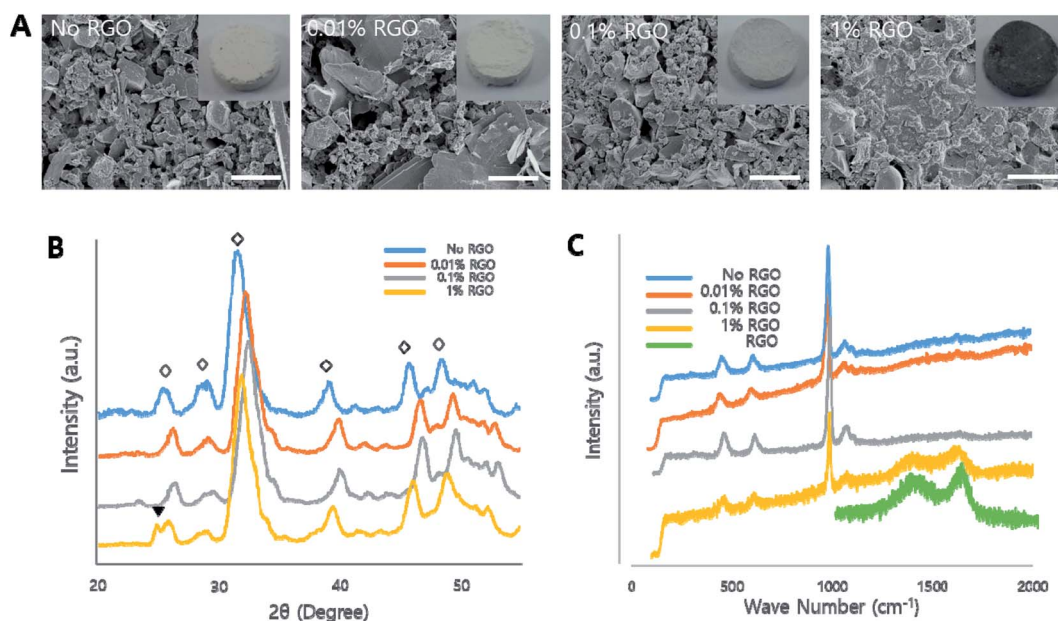 A
No RGO
0.01% RGO
0.1% RGO
1% RGO
B
No RGO
0.01% RGO
0.1% RGO
1% RGO
Intensity (a.u.)
20
30
40
50
2θ (Degree)
C
No RGO
0.01% RGO
0.1% RGO
1% RGO
RGO
Intensity (a.u.)
0
500
1000
1500
2000
Wave Number (cm⁻¹)